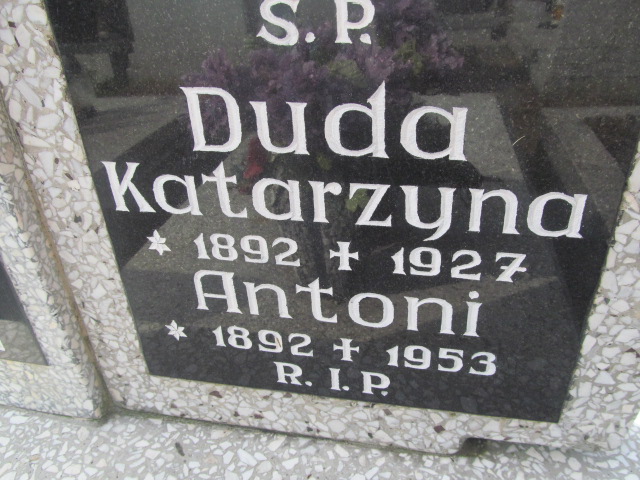 S.P.
Duda
Katarzyna
* 1892 + 1927
Antoni
* 1892 + 1953
R.I.P.